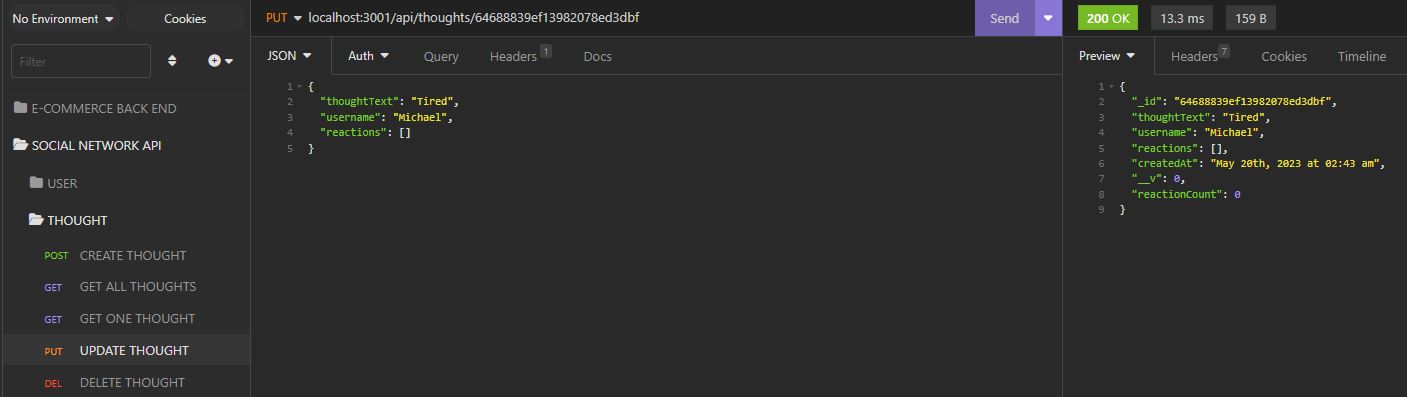 No Environment Cookies
Filter
E-COMMERCE BACK END
SOCIAL NETWORK API
USER
THOUGHT
POST CREATE THOUGHT
GET GET ALL THOUGHTS
GET GET ONE THOUGHT
PUT UPDATE THOUGHT
DEL DELETE THOUGHT
PUT localhost:3001/api/thoughts/64688839ef13982078ed3dbf Send
JSON Auth Query Headers 1 Docs
1 {
2 "thoughtText": "Tired",
3 "username": "Michael",
4 "reactions": []
5 }
200 OK 13.3 ms 159 B
Preview Headers 7 Cookies Timeline
1 {
2 "_id": "64688839ef13982078ed3dbf",
3 "thoughtText": "Tired",
4 "username": "Michael",
5 "reactions": [],
6 "createdAt": "May 20th, 2023 at 02:43 am",
7 "__v": 0,
8 "reactionCount": 0
9 }